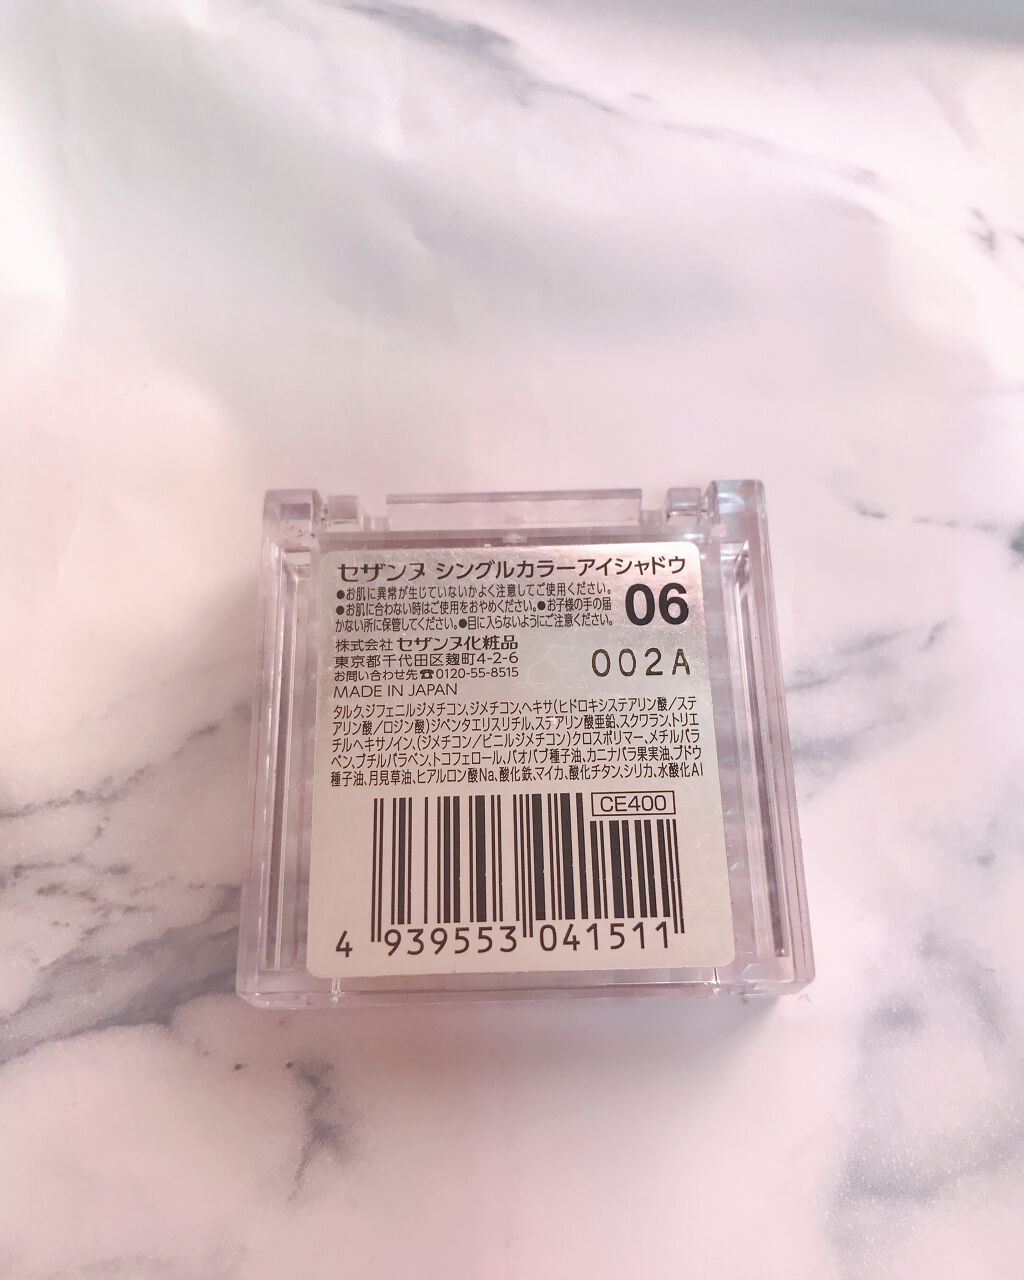 セザンヌ シングルカラーアイシャドウ
●お肌に異常が生じていないかよく注意してご使用ください。
●お肌に合わない時はご使用をおやめください。●お子様の手の届
かない所に保管してください。●目に入らないようにご注意ください。
06
株式会社 セザンヌ化粧品
東京都千代田区麹町4-2-6
お問い合わせ先☎0120-55-8515
MADE IN JAPAN
002A
タルク、ジフェニルジメチコン、ジメチコン、ヘキサ(ヒドロキシステアリン酸/ステ
アリン酸/ロジン酸)ジペンタエリスリチル、ステアリン酸亜鉛、スクワラン、トリエ
チルヘキサノイン、(ジメチコン/ビニルジメチコン)クロスポリマー、メチルパラ
ベン、ブチルパラベン、トコフェロール、バオバブ種子油、カニナバラ果実油、ブドウ
種子油、月見草油、ヒアルロン酸Na、酸化鉄、マイカ、酸化チタン、シリカ、水酸化Al
CE400
4 939553 041511